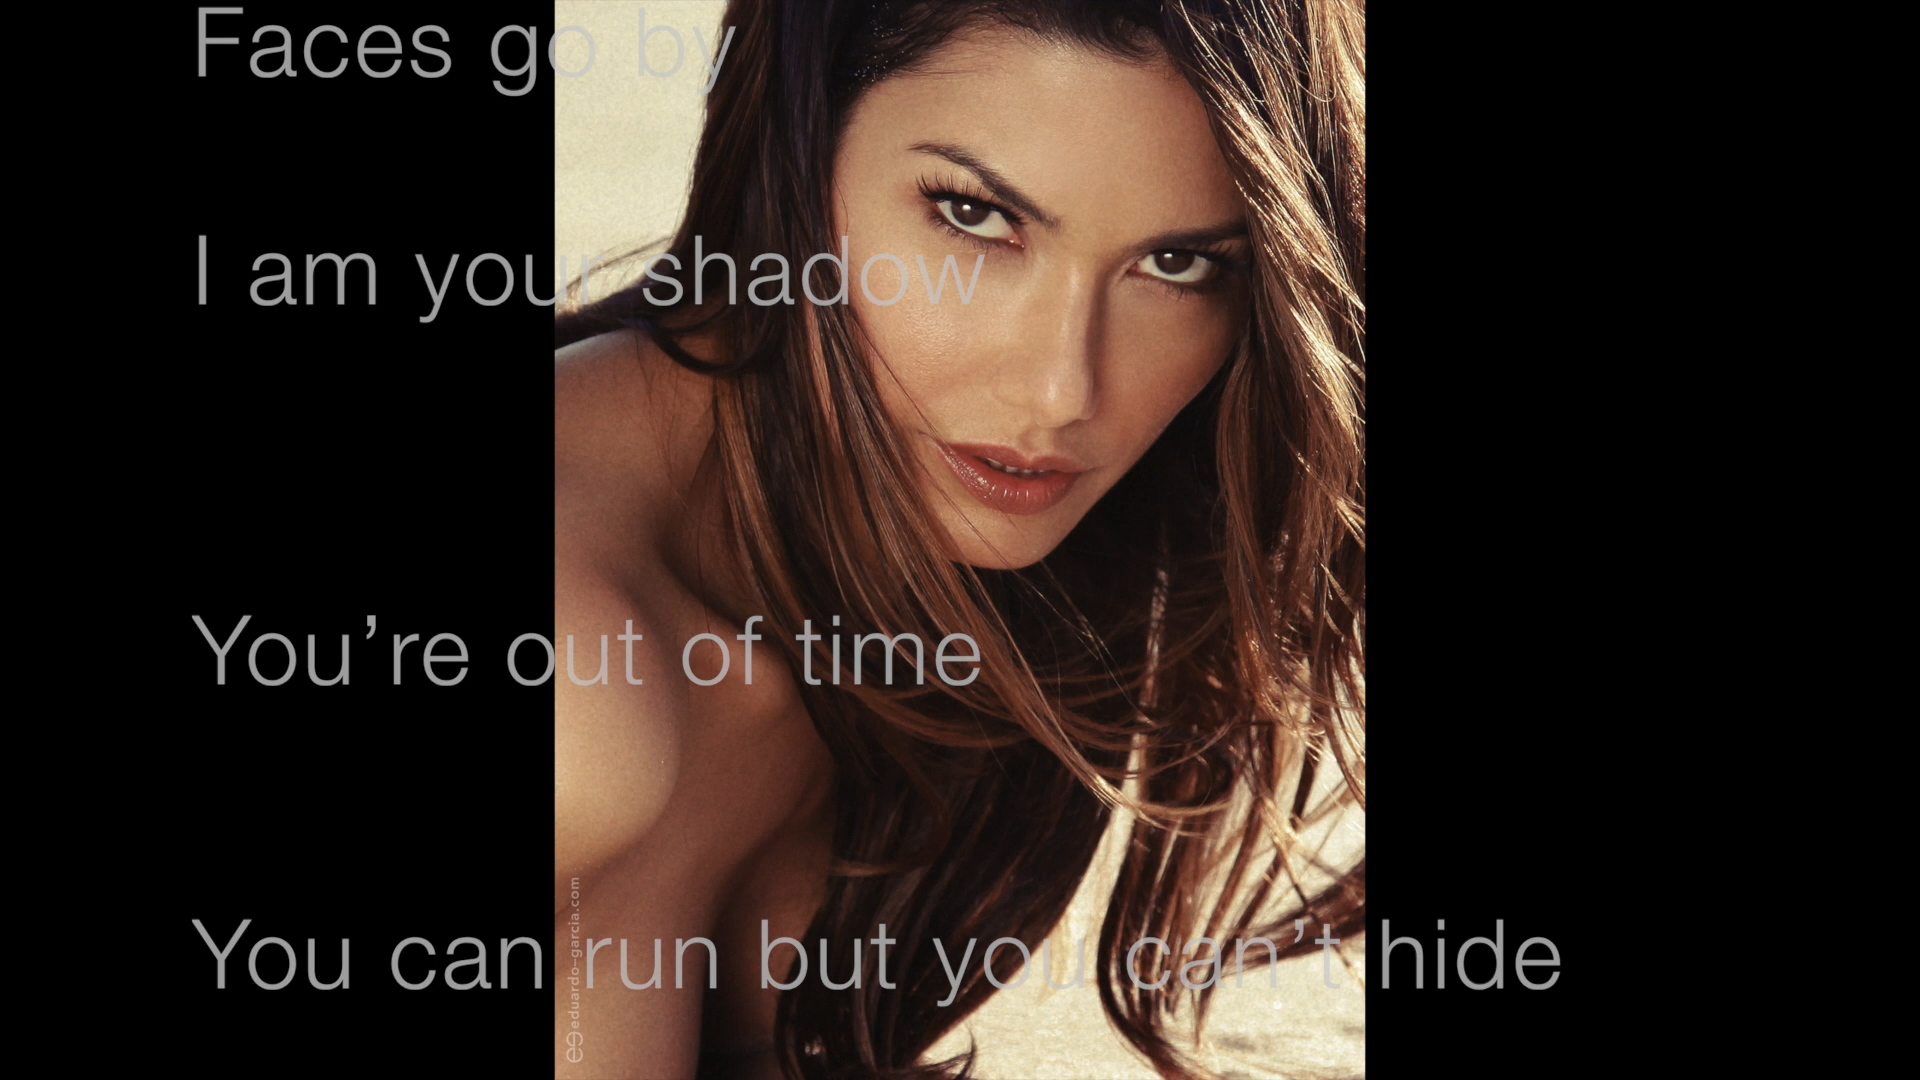 Faces go by
I am your shadow
You’re out of time
You can run but you can’t hide
eduardo-garcia.com